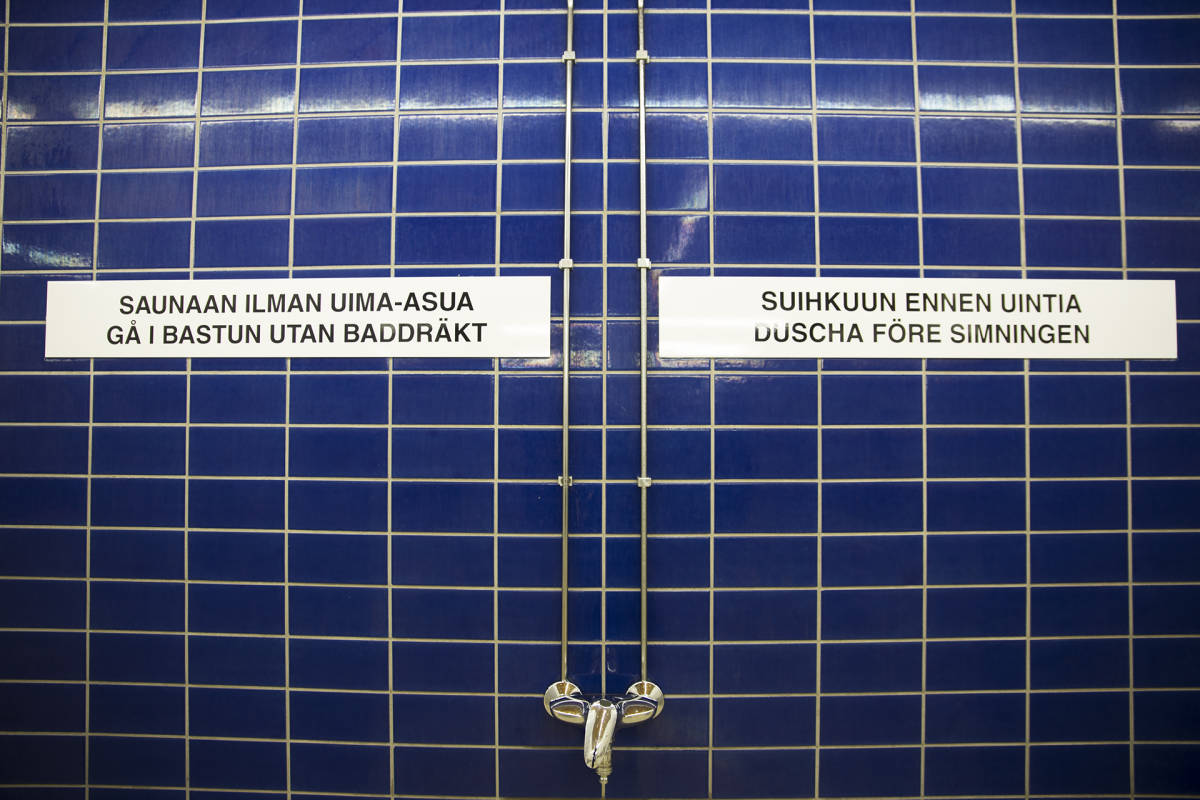 SAUNAAN ILMAN UIMA-ASUA
GÅ I BASTUN UTAN BADDRÄKT
SUIHKUUN ENNEN UINTIA
DUSCHA FÖRE SIMNINGEN